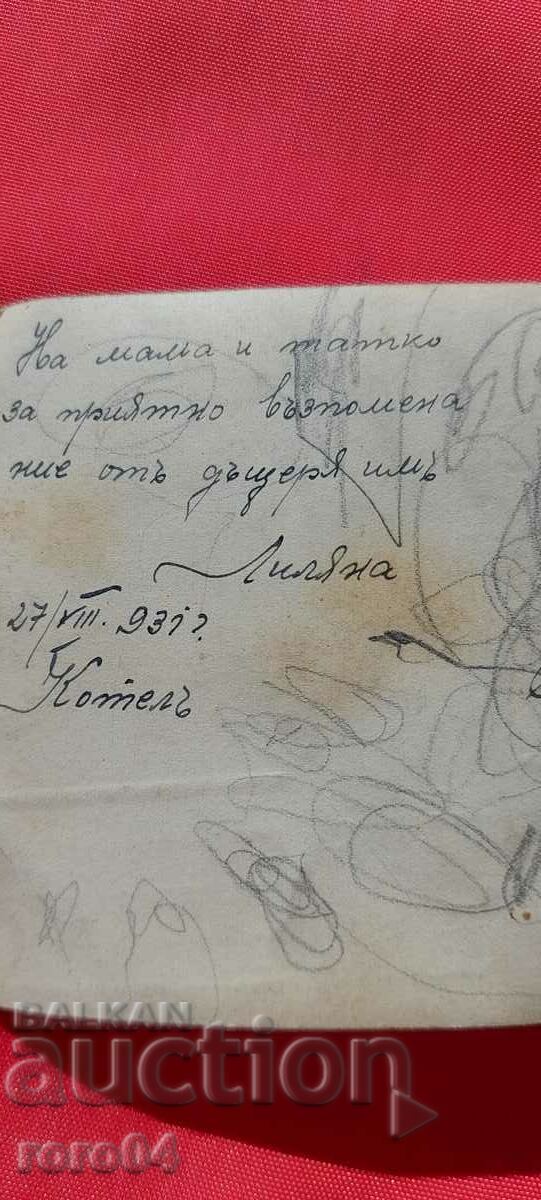 На мама и татко
за приятно възпомена
ние отъ дъщеря имъ
Лиляна
27/VIII. 931 г.
Котелъ
BALKAN
auction
roro04